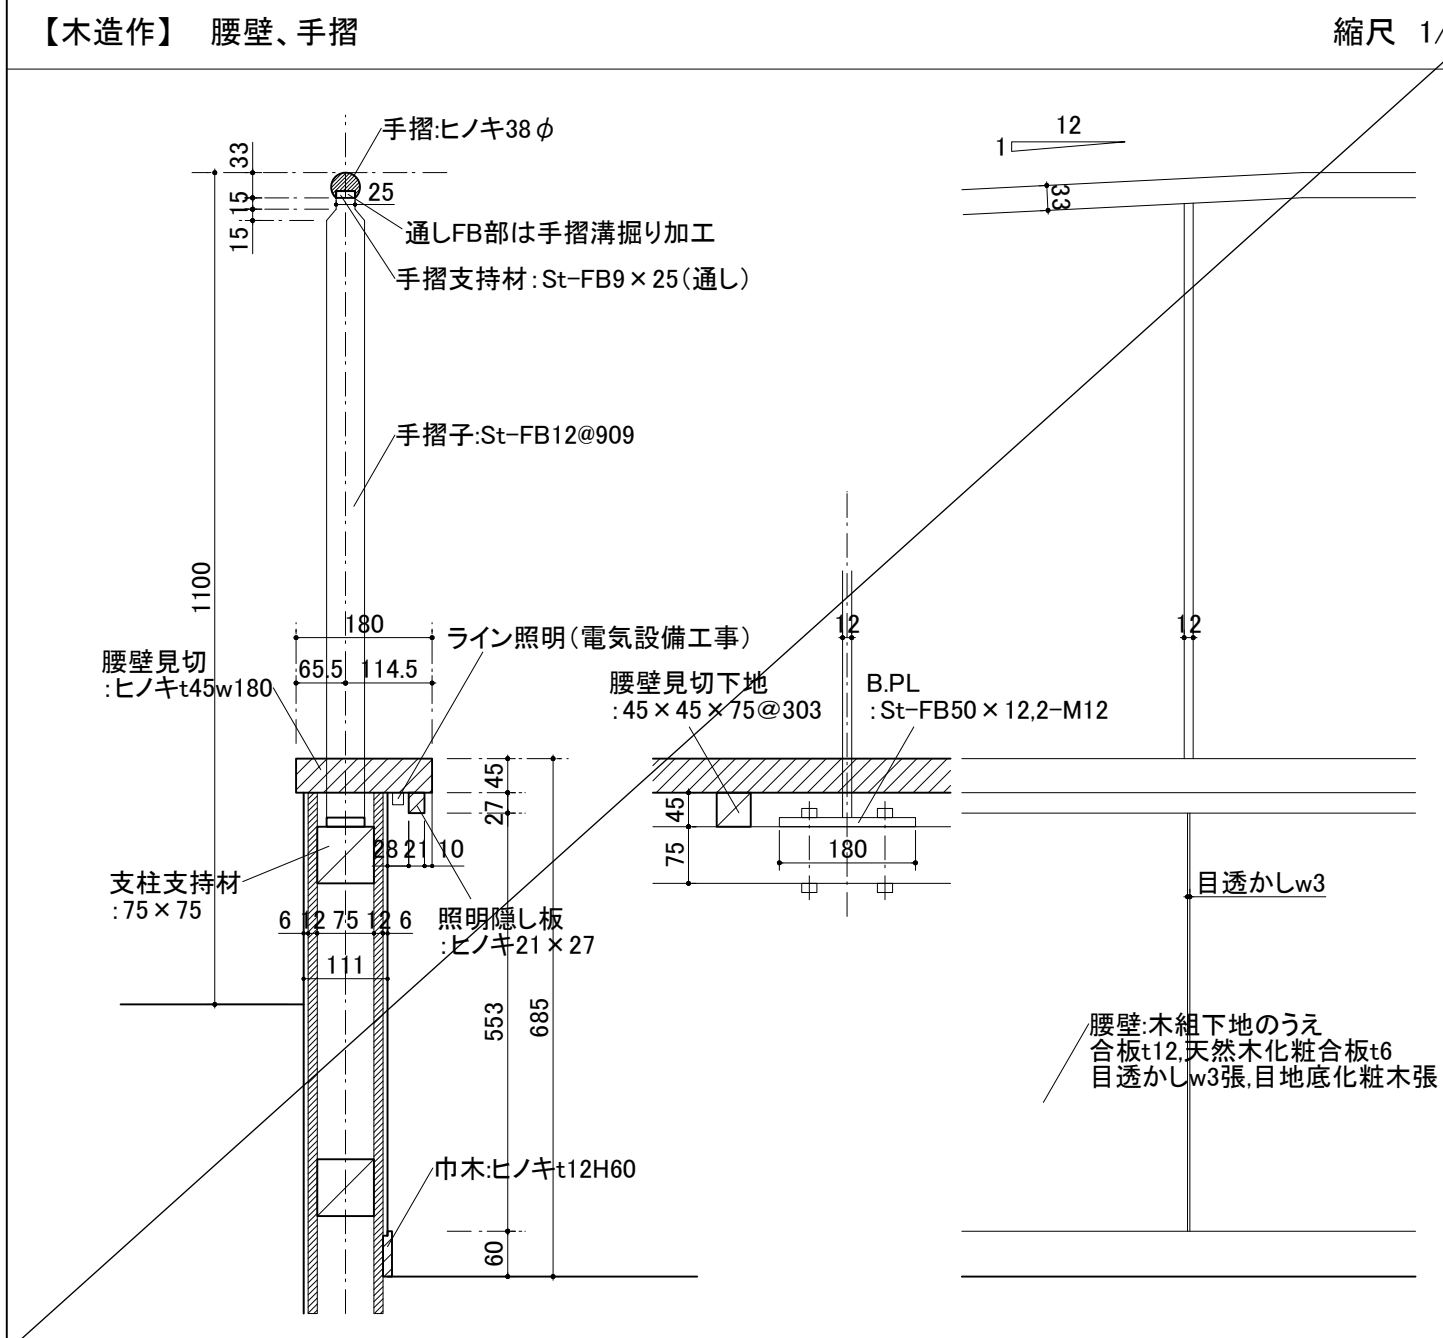 【木造作】 腰壁、手摺
縮尺 1/
手摺:ヒノキ38φ
33
15
15
25
通しFB部は手摺溝掘り加工
手摺支持材:St-FB9×25(通し)
12
1
33
手摺子:St-FB12@909
1100
180
65.5 114.5
腰壁見切
:ヒノキt45w180
ライン照明(電気設備工事)
腰壁見切下地
:45×45×75@303
B.PL
:St-FB50×12,2-M12
12
12
45
27
45
75
180
28 21 10
支柱支持材
:75×75
6 12 75 12 6
111
照明隠し板
:ヒノキ21×27
目透かしw3
553
685
腰壁:木組下地のうえ
合板t12,天然木化粧合板t6
目透かしw3張,目地底化粧木張
巾木:ヒノキt12H60
60